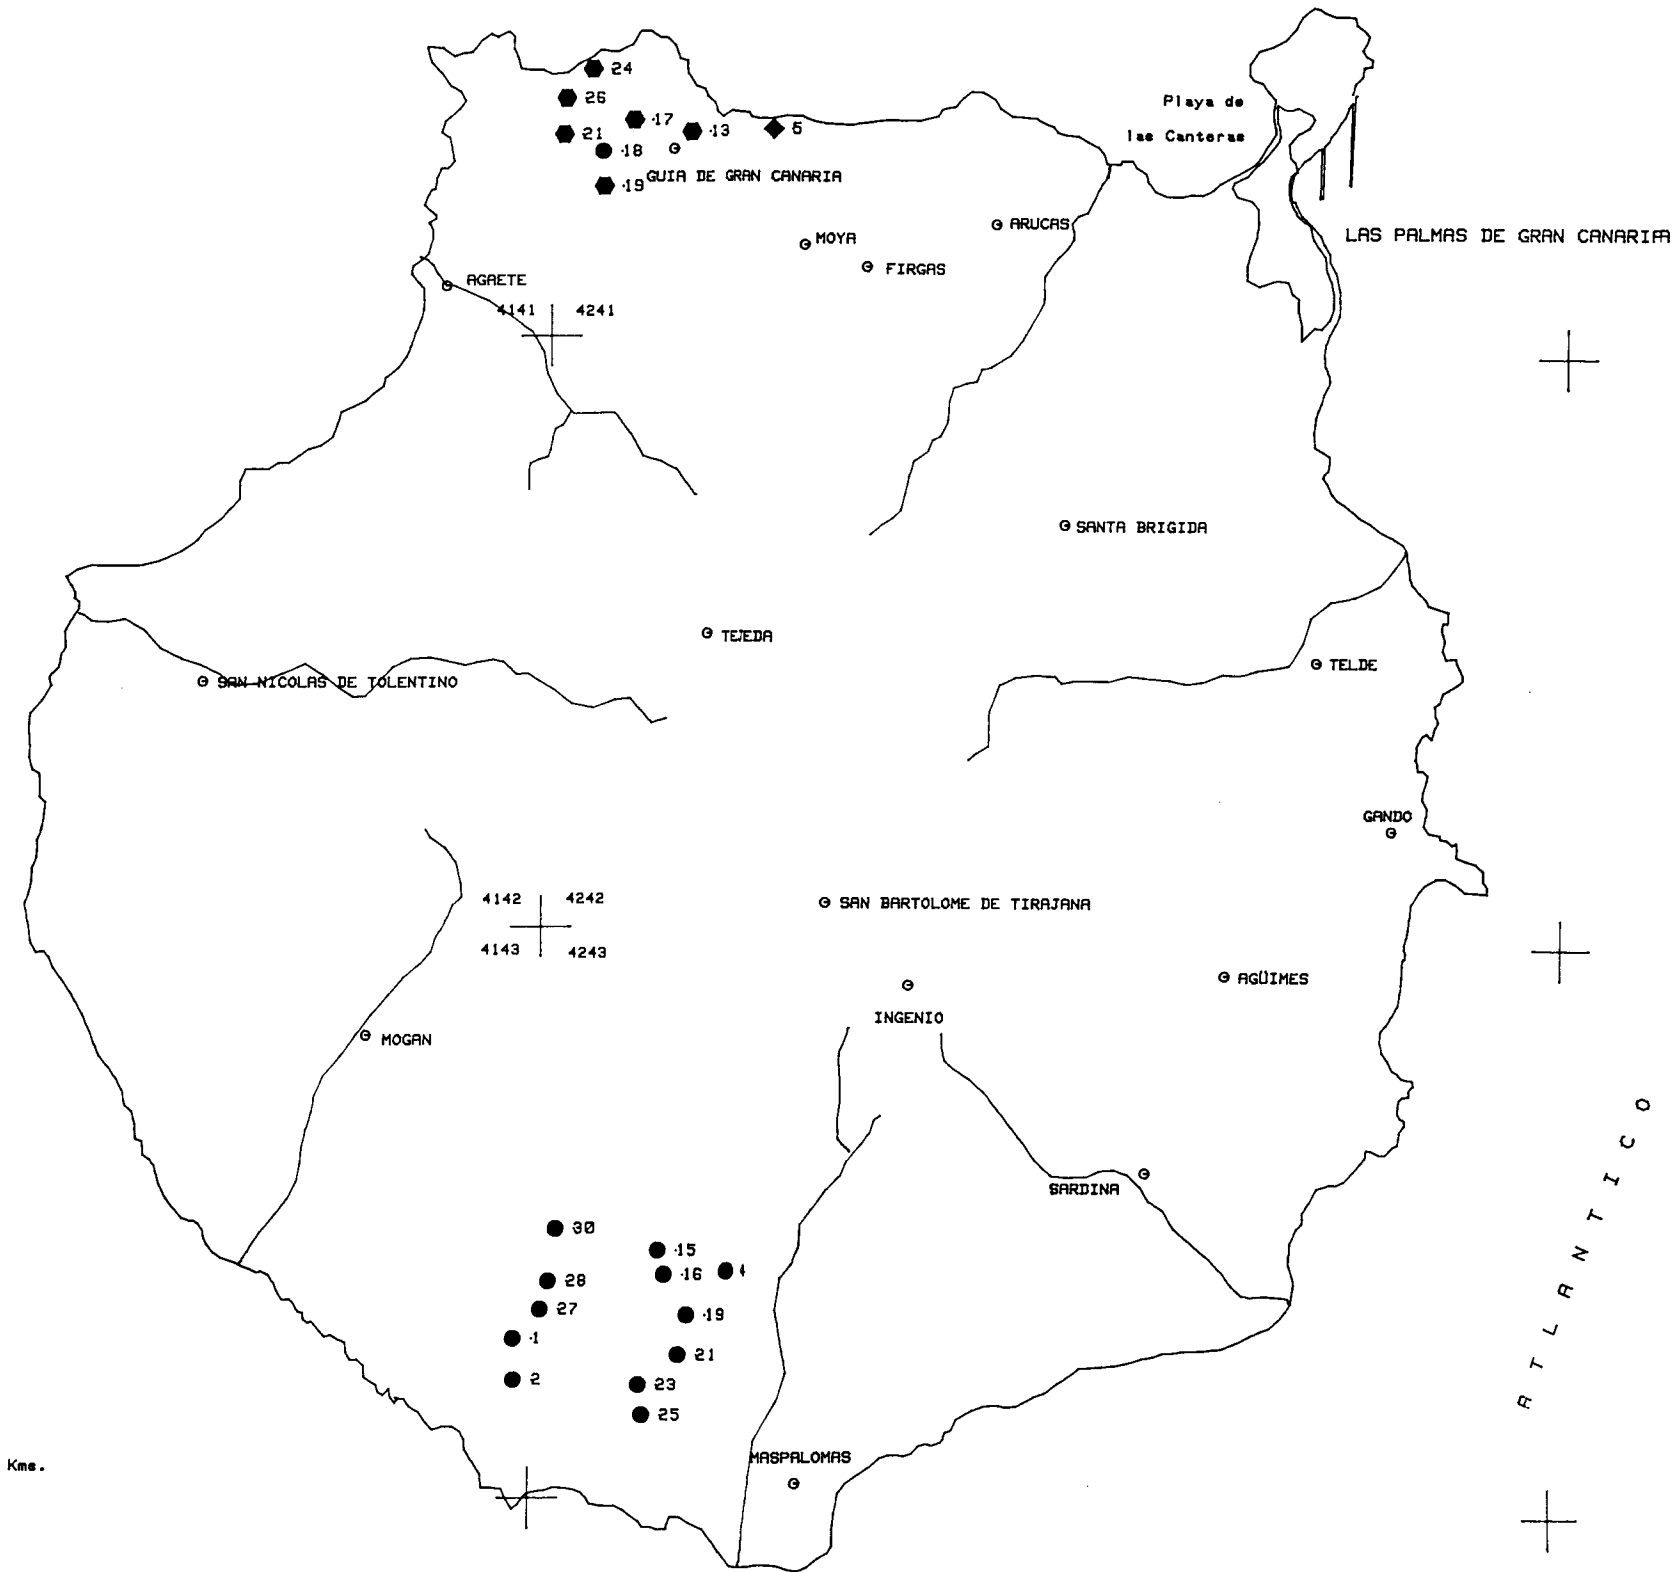 24
26
Playa de
17
13
5
21
las Canteras
18
19
GUIA DE GRAN CANARIA
ARUCAS
MOYA
LAS PALMAS DE GRAN CANARIA
FIRGAS
AGAETE
4141 4241
SANTA BRIGIDA
TEJEDA
TELDE
SAN NICOLAS DE TOLENTINO
GANDO
4142 4242
SAN BARTOLOME DE TIRAJANA
4143 4243
AGÜIMES
INGENIO
MOGAN
ATLANTICO
SARDINA
30
15
16
4
28
27
19
1
21
2
23
25
MASPALOMAS
Kms.